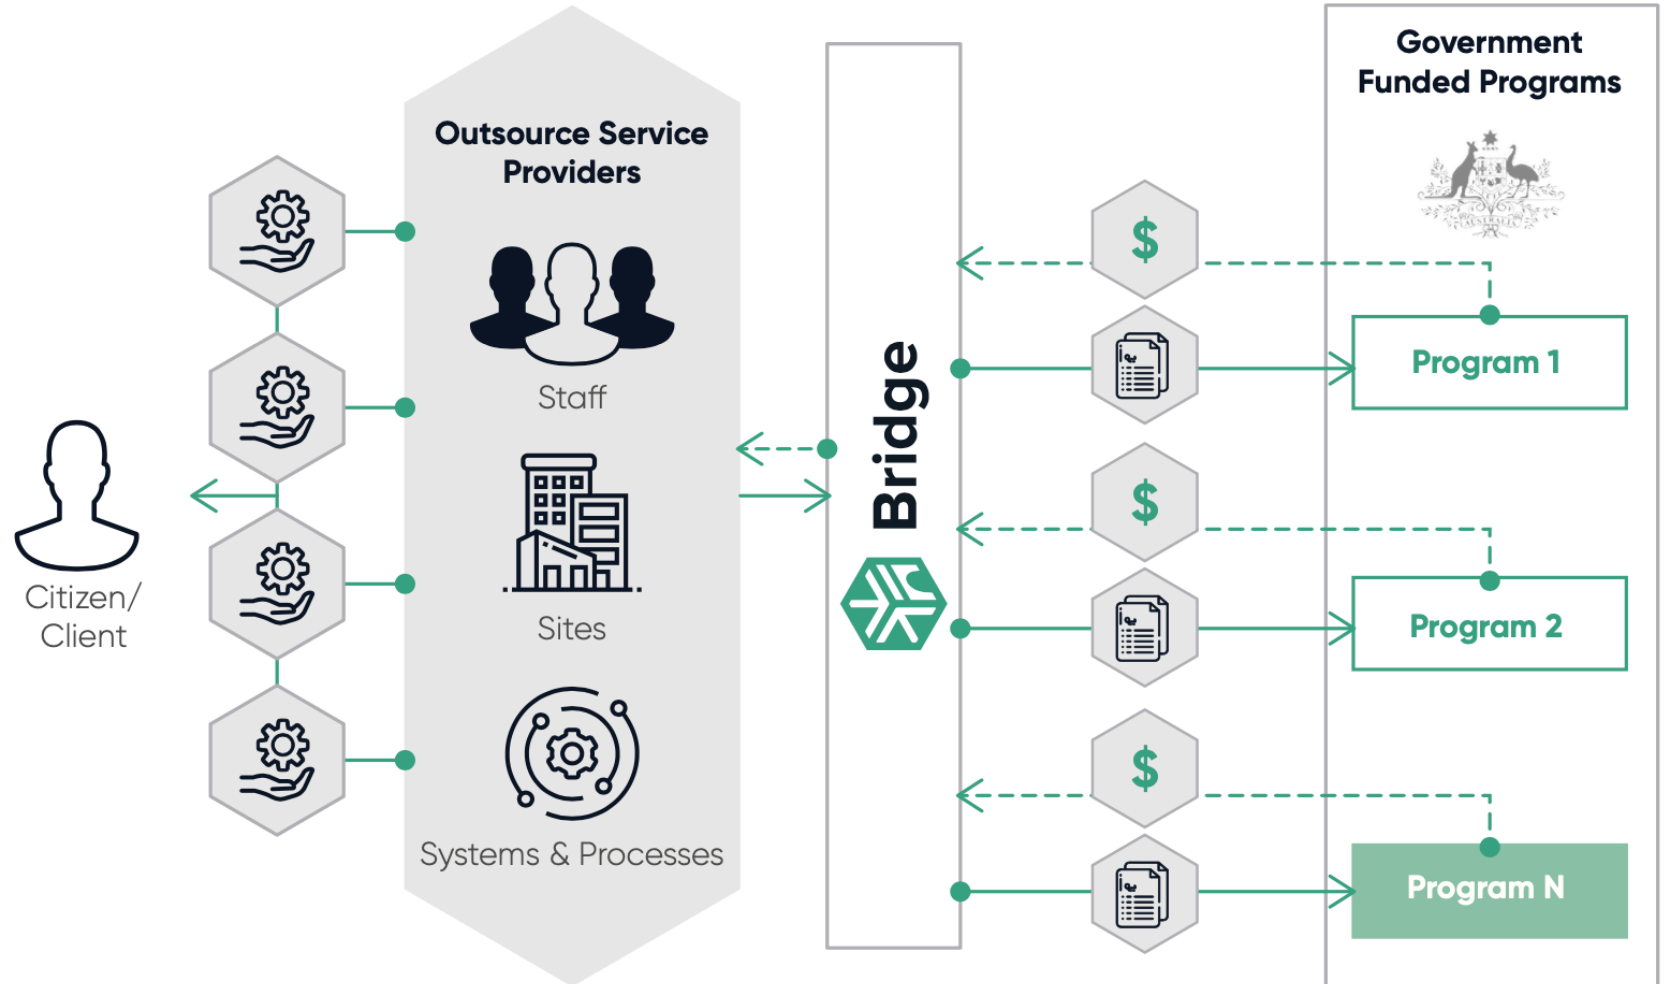 Government
Funded Programs
Outsource Service
Providers
$
Program 1
Staff
Bridge
$
Citizen/
Client
Sites
Program 2
$
Systems & Processes
Program N